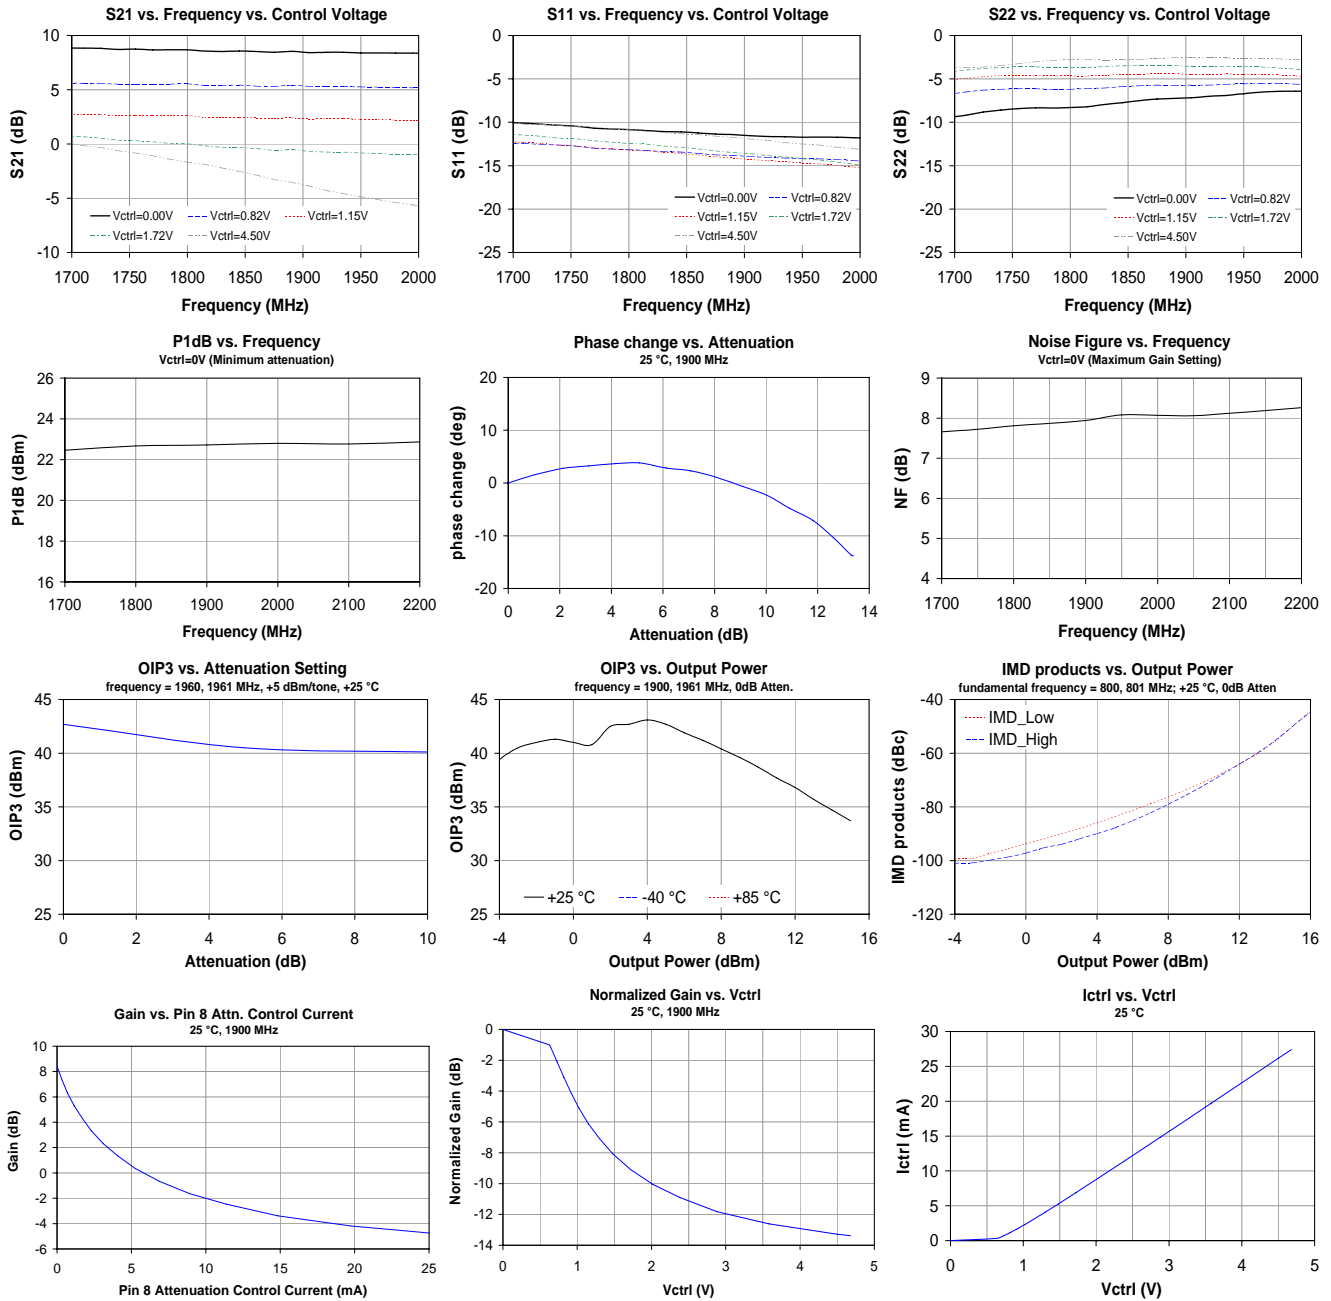 S21 vs. Frequency vs. Control Voltage
10
5
0
-5
-10
S21 (dB)
Vctrl=0.00V
Vctrl=0.82V
Vctrl=1.15V
Vctrl=1.72V
Vctrl=4.50V
1700 1750 1800 1850 1900 1950 2000
Frequency (MHz)
S11 vs. Frequency vs. Control Voltage
0
-5
-10
-15
-20
-25
S11 (dB)
Vctrl=0.00V
Vctrl=0.82V
Vctrl=1.15V
Vctrl=1.72V
Vctrl=4.50V
1700 1750 1800 1850 1900 1950 2000
Frequency (MHz)
S22 vs. Frequency vs. Control Voltage
0
-5
-10
-15
-20
-25
S22 (dB)
Vctrl=0.00V
Vctrl=0.82V
Vctrl=1.15V
Vctrl=1.72V
Vctrl=4.50V
1700 1750 1800 1850 1900 1950 2000
Frequency (MHz)
P1dB vs. Frequency
Vctrl=0V (Minimum attenuation)
26
24
22
20
18
16
P1dB (dBm)
1700 1800 1900 2000 2100 2200
Frequency (MHz)
Phase change vs. Attenuation
25 °C, 1900 MHz
20
10
0
-10
-20
phase change (deg)
0 2 4 6 8 10 12 14
Attenuation (dB)
Noise Figure vs. Frequency
Vctrl=0V (Maximum Gain Setting)
9
8
7
6
5
4
NF (dB)
1700 1800 1900 2000 2100 2200
Frequency (MHz)
OIP3 vs. Attenuation Setting
frequency = 1960, 1961 MHz, +5 dBm/tone, +25 °C
45
40
35
30
25
OIP3 (dBm)
0 2 4 6 8 10
Attenuation (dB)
OIP3 vs. Output Power
frequency = 1900, 1961 MHz, 0dB Atten.
45
40
35
30
25
OIP3 (dBm)
+25 °C
-40 °C
+85 °C
-4 0 4 8 12 16
Output Power (dBm)
IMD products vs. Output Power
fundamental frequency = 800, 801 MHz; +25 °C, 0dB Atten
-40
-60
-80
-100
-120
IMD products (dBc)
IMD_Low
IMD_High
-4 0 4 8 12 16
Output Power (dBm)
Gain vs. Pin 8 Attn. Control Current
25 °C, 1900 MHz
10
8
6
4
2
0
-2
-4
-6
Gain (dB)
0 5 10 15 20 25
Pin 8 Attenuation Control Current (mA)
Normalized Gain vs. Vctrl
25 °C, 1900 MHz
0
-2
-4
-6
-8
-10
-12
-14
Normalized Gain (dB)
0 1 2 3 4 5
Vctrl (V)
Ictrl vs. Vctrl
25 °C
30
25
20
15
10
5
0
Ictrl (mA)
0 1 2 3 4 5
Vctrl (V)